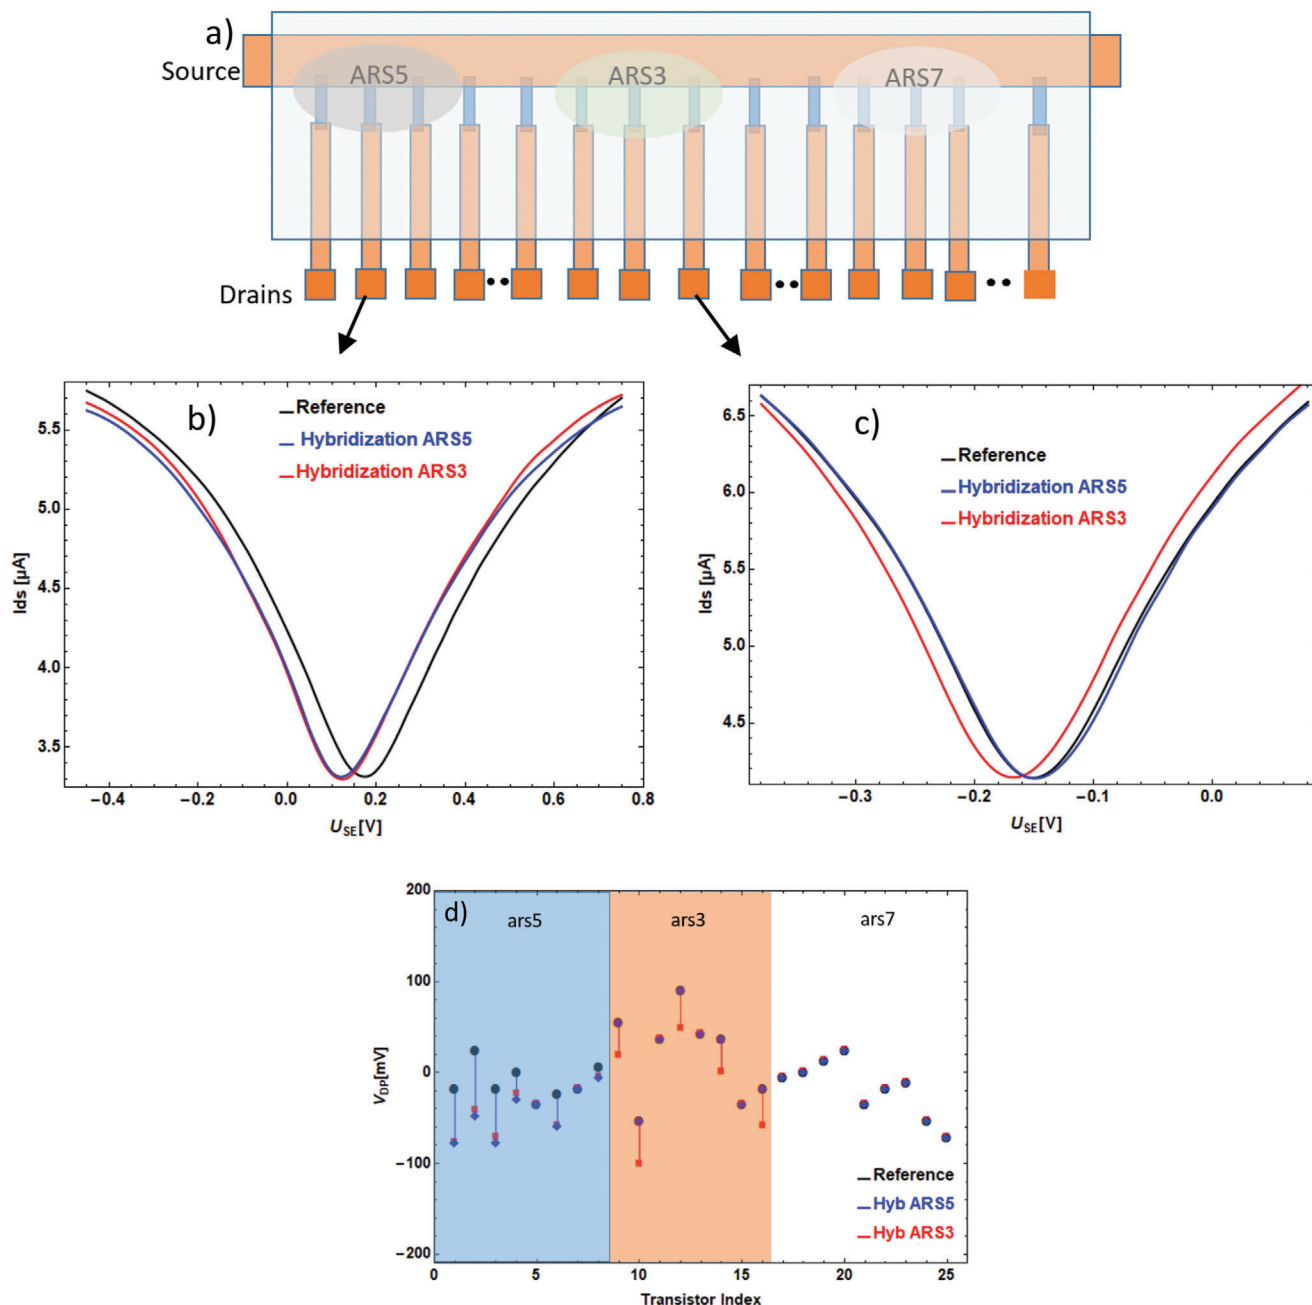 a)
Source
ARS5
ARS3
ARS7
Drains
b)
Reference
Hybridization ARS5
Hybridization ARS3
Ids [µA]
5.5
5.0
4.5
4.0
3.5
−0.4
−0.2
0.0
0.2
0.4
0.6
0.8
USE[V]
c)
Reference
Hybridization ARS5
Hybridization ARS3
Ids [µA]
6.5
6.0
5.5
5.0
4.5
−0.3
−0.2
−0.1
0.0
USE[V]
d)
ars5
ars3
ars7
VDP[mV]
200
100
0
−100
−200
Reference
Hyb ARS5
Hyb ARS3
0
5
10
15
20
25
Transistor Index